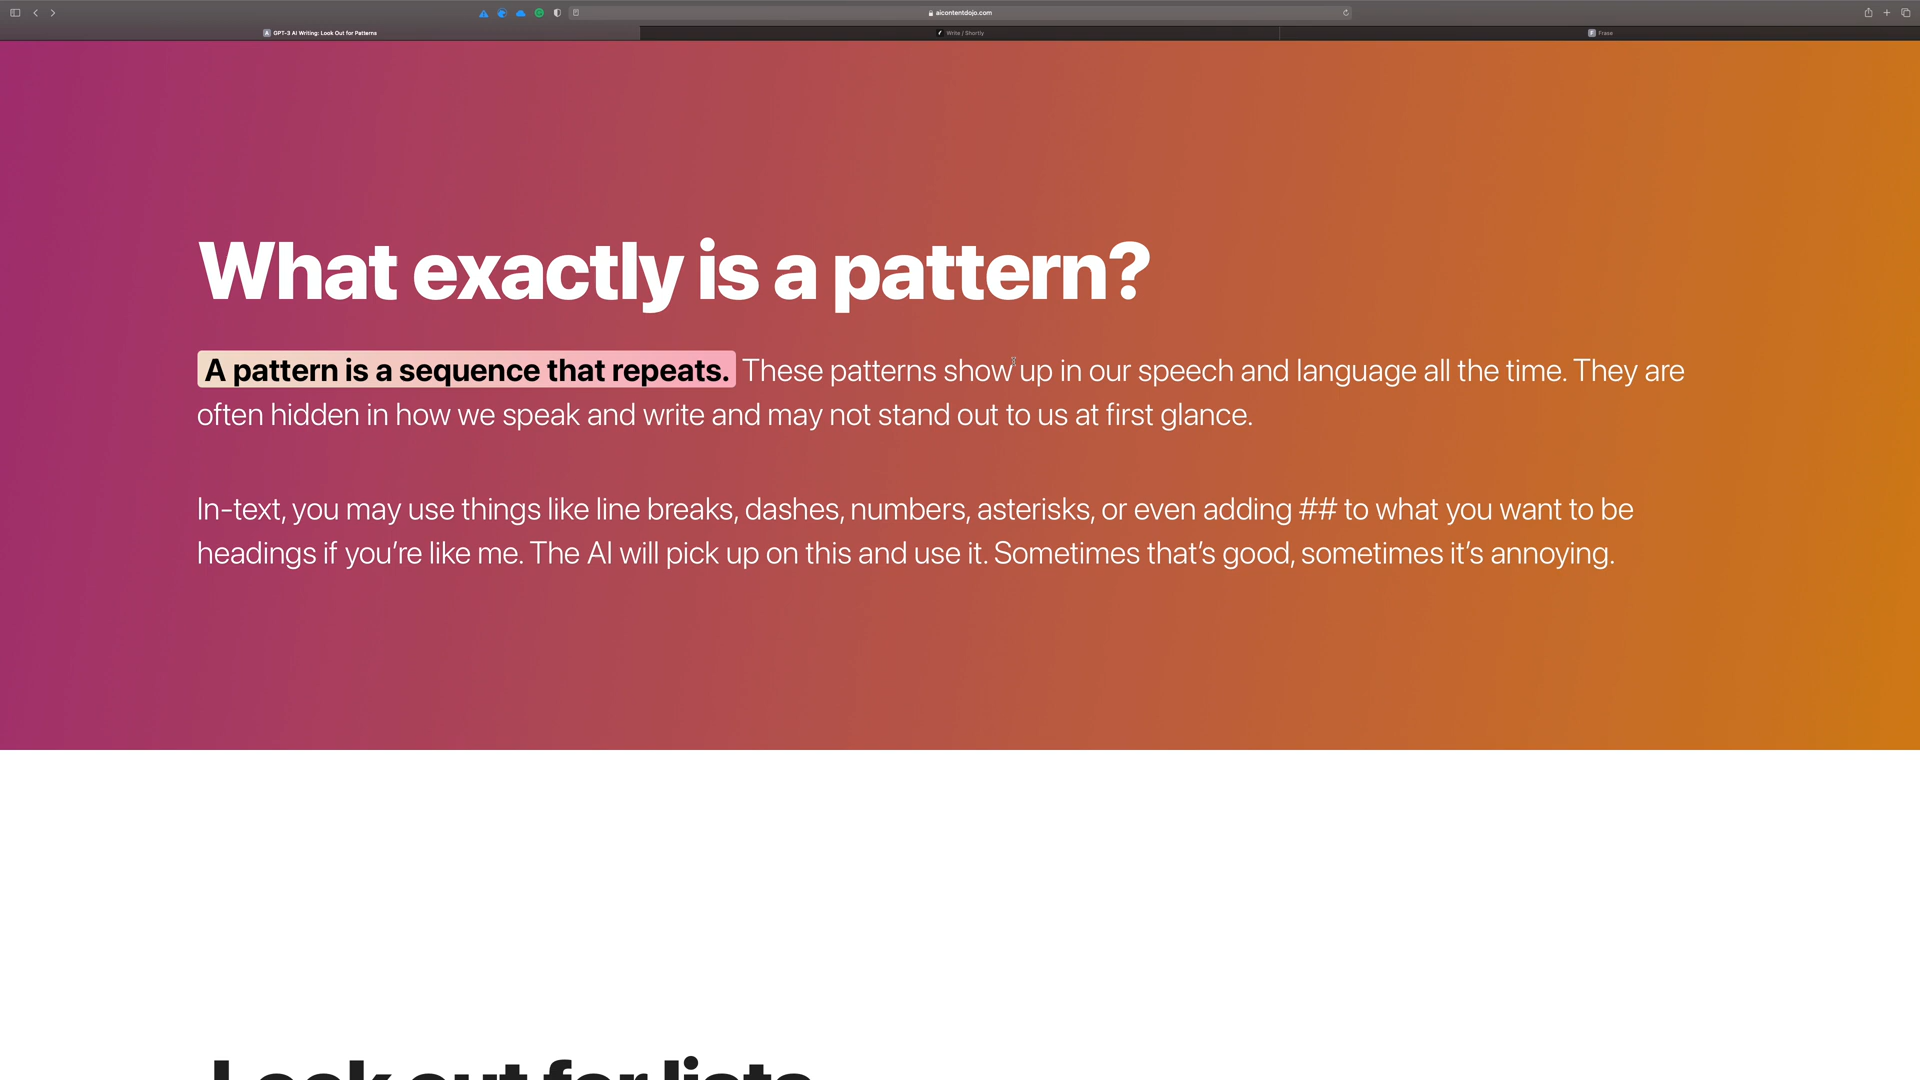 aicontentdojo.com
GPT-3 AI Writing: Look Out for Patterns
Write / Shortly
Frase
What exactly is a pattern?
A pattern is a sequence that repeats. These patterns show up in our speech and language all the time. They are
often hidden in how we speak and write and may not stand out to us at first glance.
In-text, you may use things like line breaks, dashes, numbers, asterisks, or even adding ## to what you want to be
headings if you’re like me. The AI will pick up on this and use it. Sometimes that’s good, sometimes it’s annoying.
Look out for lists